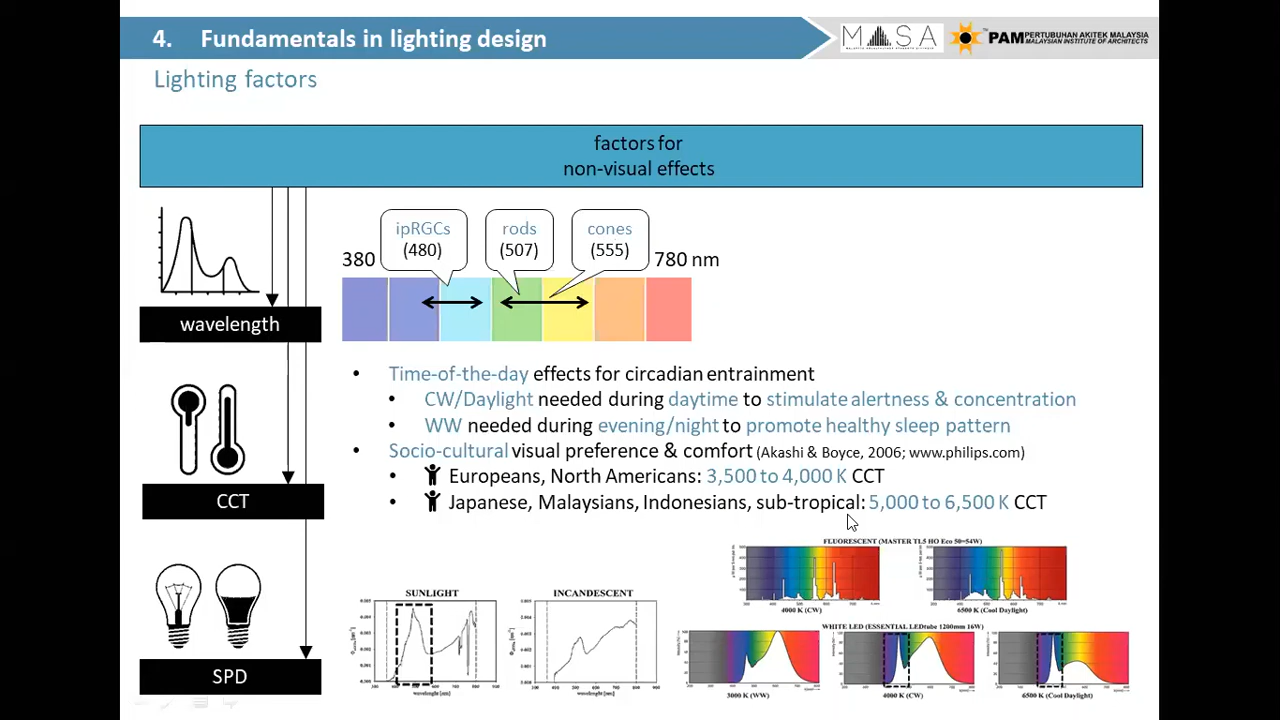 4. Fundamentals in lighting design
MASA
PAM PERTUBUHAN AKITEK MALAYSIA
MALAYSIAN INSTITUTE OF ARCHITECTS
Lighting factors
factors for
non-visual effects
ipRGCs
(480)
rods
(507)
cones
(555)
380
780 nm
wavelength
• Time-of-the-day effects for circadian entrainment
• CW/Daylight needed during daytime to stimulate alertness & concentration
• WW needed during evening/night to promote healthy sleep pattern
• Socio-cultural visual preference & comfort (Akashi & Boyce, 2006; www.philips.com)
• Europeans, North Americans: 3,500 to 4,000 K CCT
• Japanese, Malaysians, Indonesians, sub-tropical: 5,000 to 6,500 K CCT
CCT
FLUORESCENT (MASTER TL5 HO Eco 50=54W)
4000 K (CW)
6500 K (Cool Daylight)
SUNLIGHT
INCANDESCENT
wavelength [nm]
wavelength [nm]
WHITE LED (ESSENTIAL LEDtube 1200mm 16W)
3000 K (WW)
4000 K (CW)
6500 K (Cool Daylight)
SPD